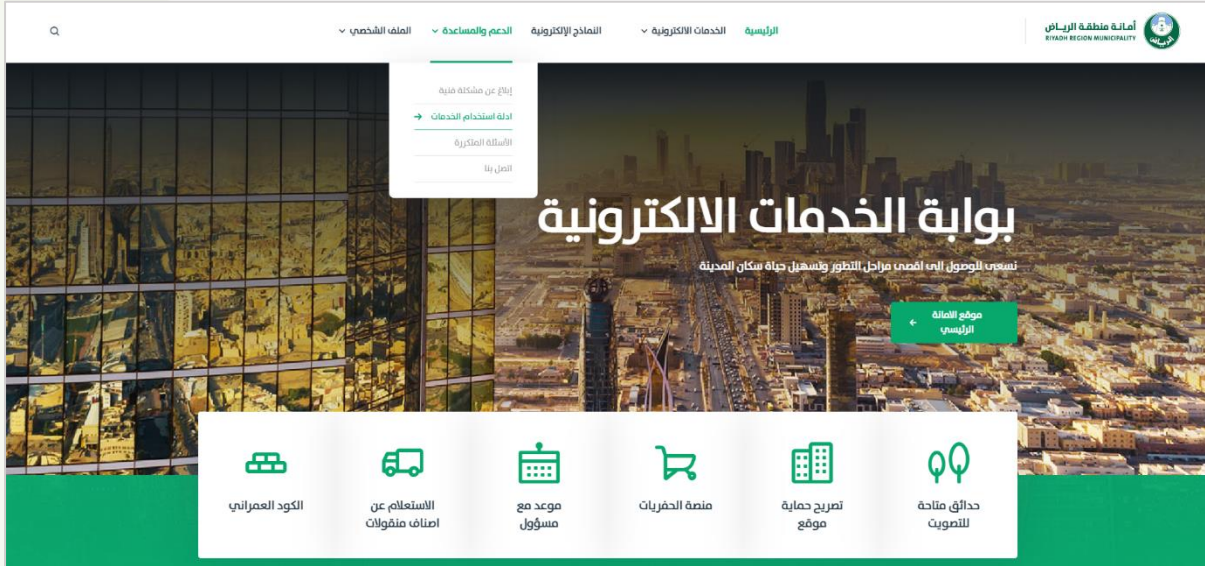 أمانة منطقة الرياض
RIYADH REGION MUNICIPALITY
الرئيسية
الخدمات الالكترونية
النماذج الإلكترونية
الدعم والمساعدة
الملف الشخصي
إبلاغ عن مشكلة فنية
ادلة استخدام الخدمات
الأسئلة المتكررة
اتصل بنا
بوابة الخدمات الالكترونية
نسعى للوصول الى اقصى مراحل التطور وتسهيل حياة سكان المدينة
موقع الامانة
الرئيسي
حدائق متاحة
للتصويت
تصريح حماية
موقع
منصة الحفريات
موعد مع
مسؤول
الاستعلام عن
اصناف منقولات
الكود العمراني